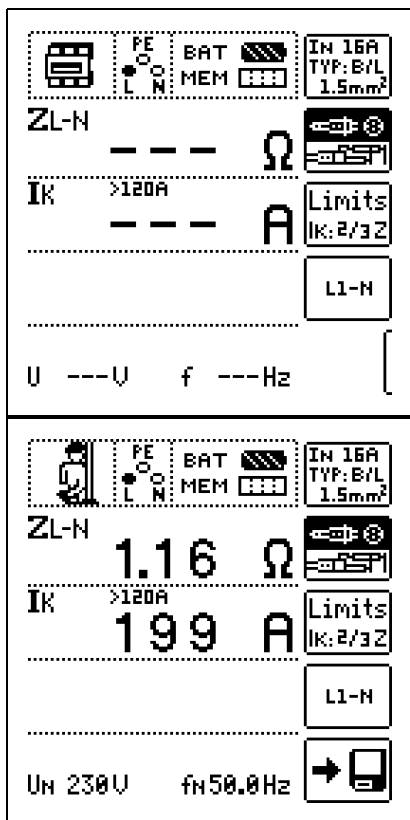 PE
BAT
L N
MEM
IN 16A
TYP: B/L
1.5mm²
ZL-N
--- Ω
IK >120A
--- A
Limits
IK: 2/3 Z
L1-N
U ---V f ---Hz
PE
BAT
L N
MEM
IN 16A
TYP: B/L
1.5mm²
ZL-N
1.16 Ω
IK >120A
199 A
Limits
IK: 2/3 Z
L1-N
UN 230V fN 50.0Hz